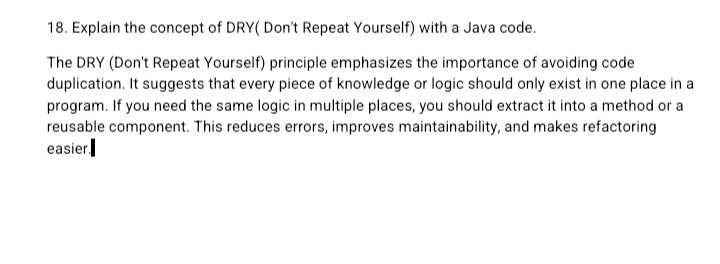 18. Explain the concept of DRY( Don't Repeat Yourself) with a Java code.
The DRY (Don't Repeat Yourself) principle emphasizes the importance of avoiding code
duplication. It suggests that every piece of knowledge or logic should only exist in one place in a
program. If you need the same logic in multiple places, you should extract it into a method or a
reusable component. This reduces errors, improves maintainability, and makes refactoring
easier.